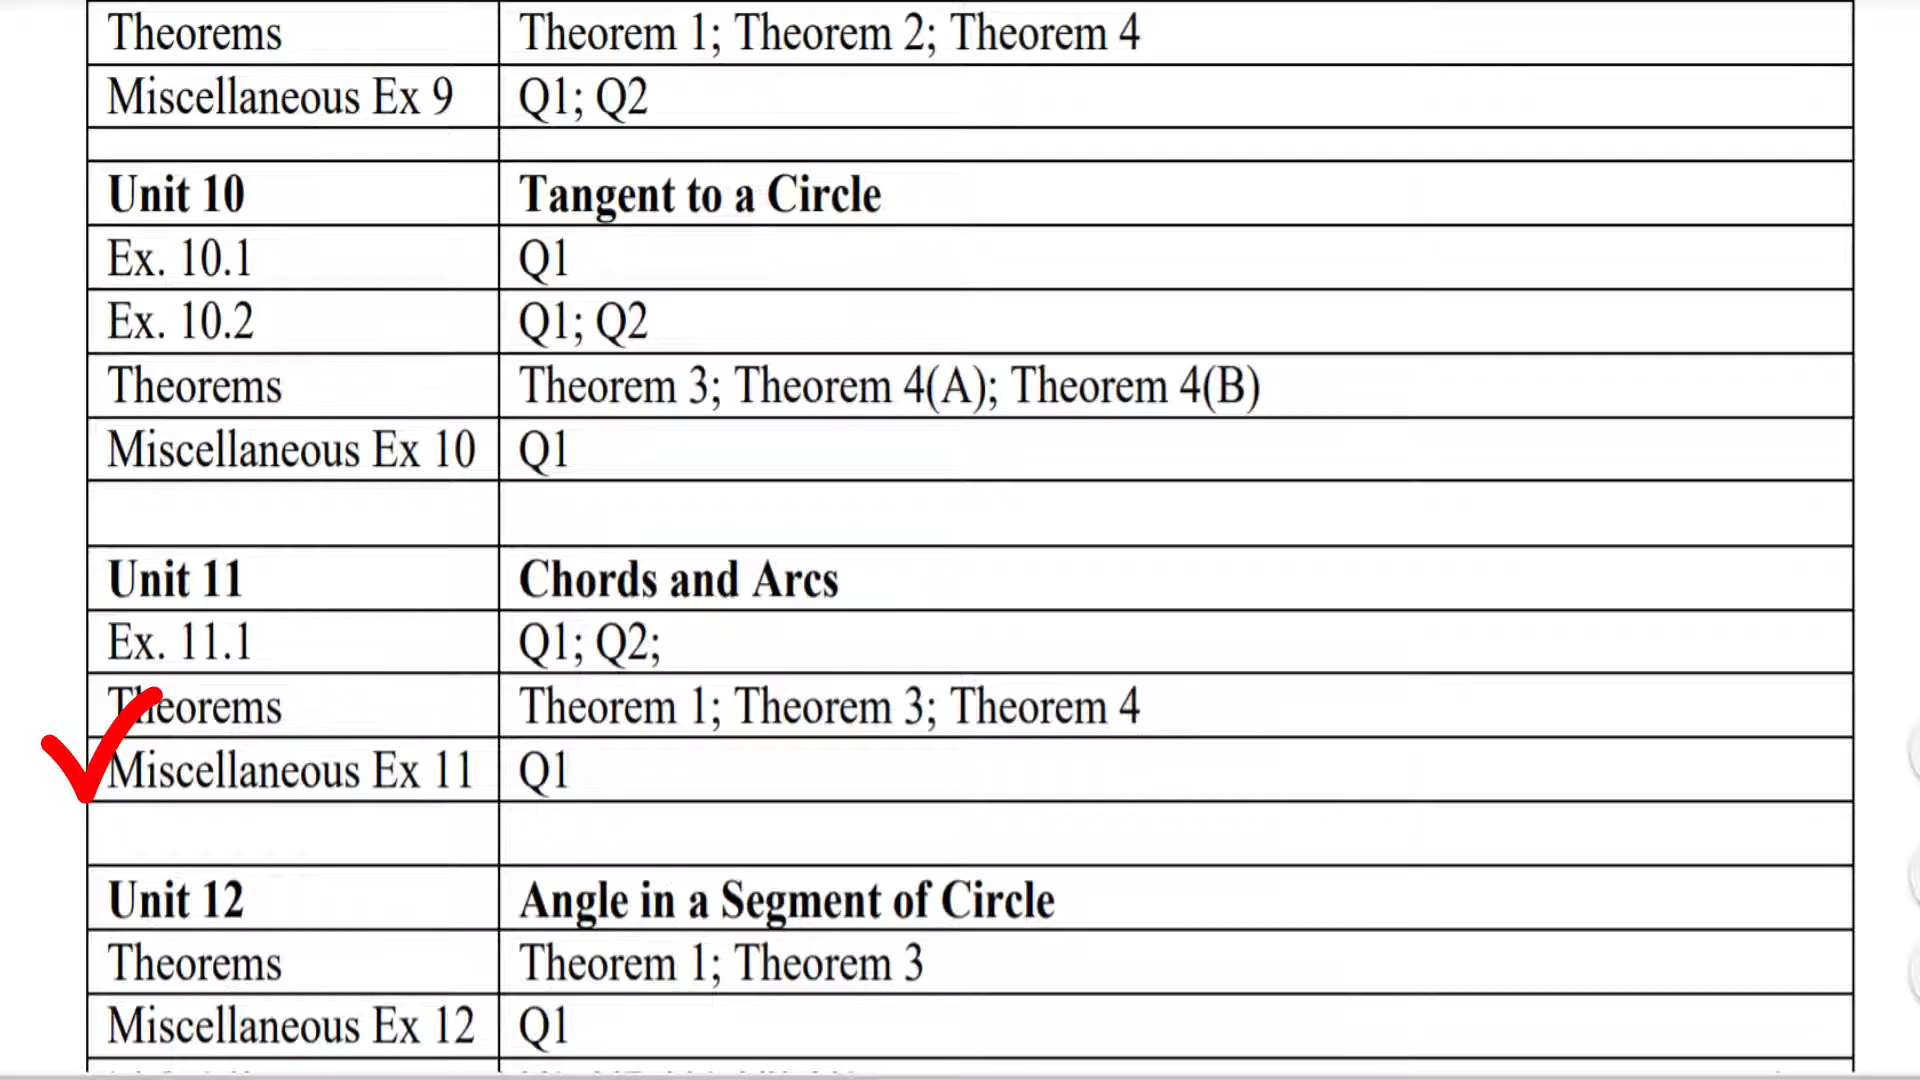 Theorems Theorem 1; Theorem 2; Theorem 4
Miscellaneous Ex 9 Q1; Q2
Unit 10 Tangent to a Circle
Ex. 10.1 Q1
Ex. 10.2 Q1; Q2
Theorems Theorem 3; Theorem 4(A); Theorem 4(B)
Miscellaneous Ex 10 Q1
Unit 11 Chords and Arcs
Ex. 11.1 Q1; Q2;
Theorems Theorem 1; Theorem 3; Theorem 4
Miscellaneous Ex 11 Q1
Unit 12 Angle in a Segment of Circle
Theorems Theorem 1; Theorem 3
Miscellaneous Ex 12 Q1